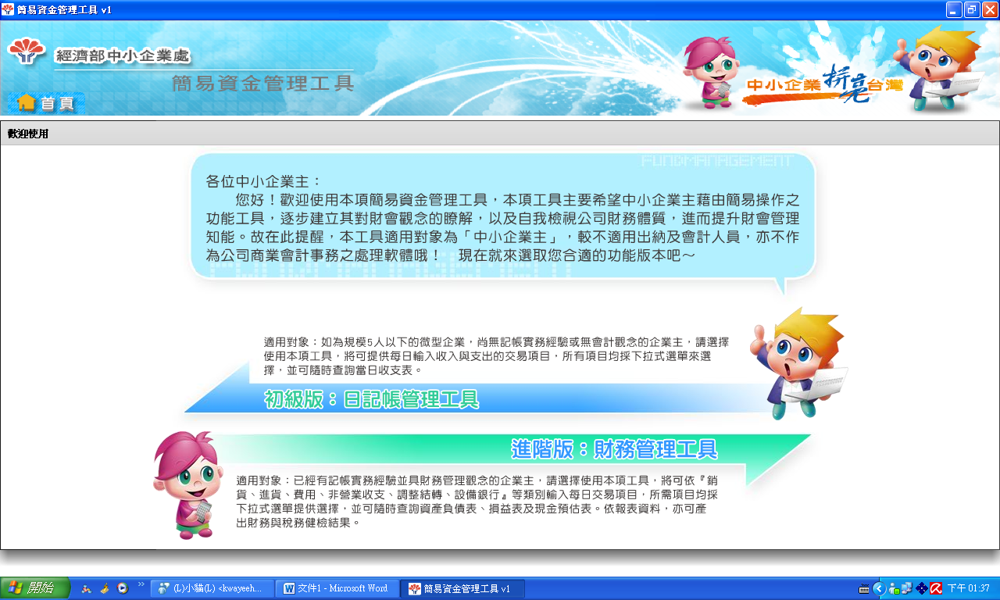 簡易資金管理工具 v1
經濟部中小企業處
簡易資金管理工具
首頁
中小企業拼亮台灣
歡迎使用
FUNDMANAGEMENT
各位中小企業主：
您好！歡迎使用本項簡易資金管理工具，本項工具主要希望中小企業主藉由簡易操作之
功能工具，逐步建立其對財會觀念的瞭解，以及自我檢視公司財務體質，進而提升財會管理
知能。故在此提醒，本工具適用對象為「中小企業主」，較不適用出納及會計人員，亦不作
為公司商業會計事務之處理軟體哦！ 現在就來選取您合適的功能版本吧～
適用對象：如為規模5人以下的微型企業，尚無記帳實務經驗或無會計觀念的企業主，請選擇
使用本項工具，將可提供每日輸入收入與支出的交易項目，所有項目均採下拉式選單來選
擇，並可隨時查詢當日收支表。
初級版：日記帳管理工具
進階版：財務管理工具
適用對象：已經有記帳實務經驗並具財務管理觀念的企業主，請選擇使用本項工具，將可依『銷
貨、進貨、費用、非營業收支、調整結轉、設備銀行』等類別輸入每日交易項目，所需項目均採
下拉式選單提供選擇，並可隨時查詢資產負債表、損益表及現金預估表。依報表資料，亦可產
出財務與稅務健檢結果。
開始
(L)小貓(L) <kwayeeh...
文件1 - Microsoft Word
簡易資金管理工具 v1
下午 01:37